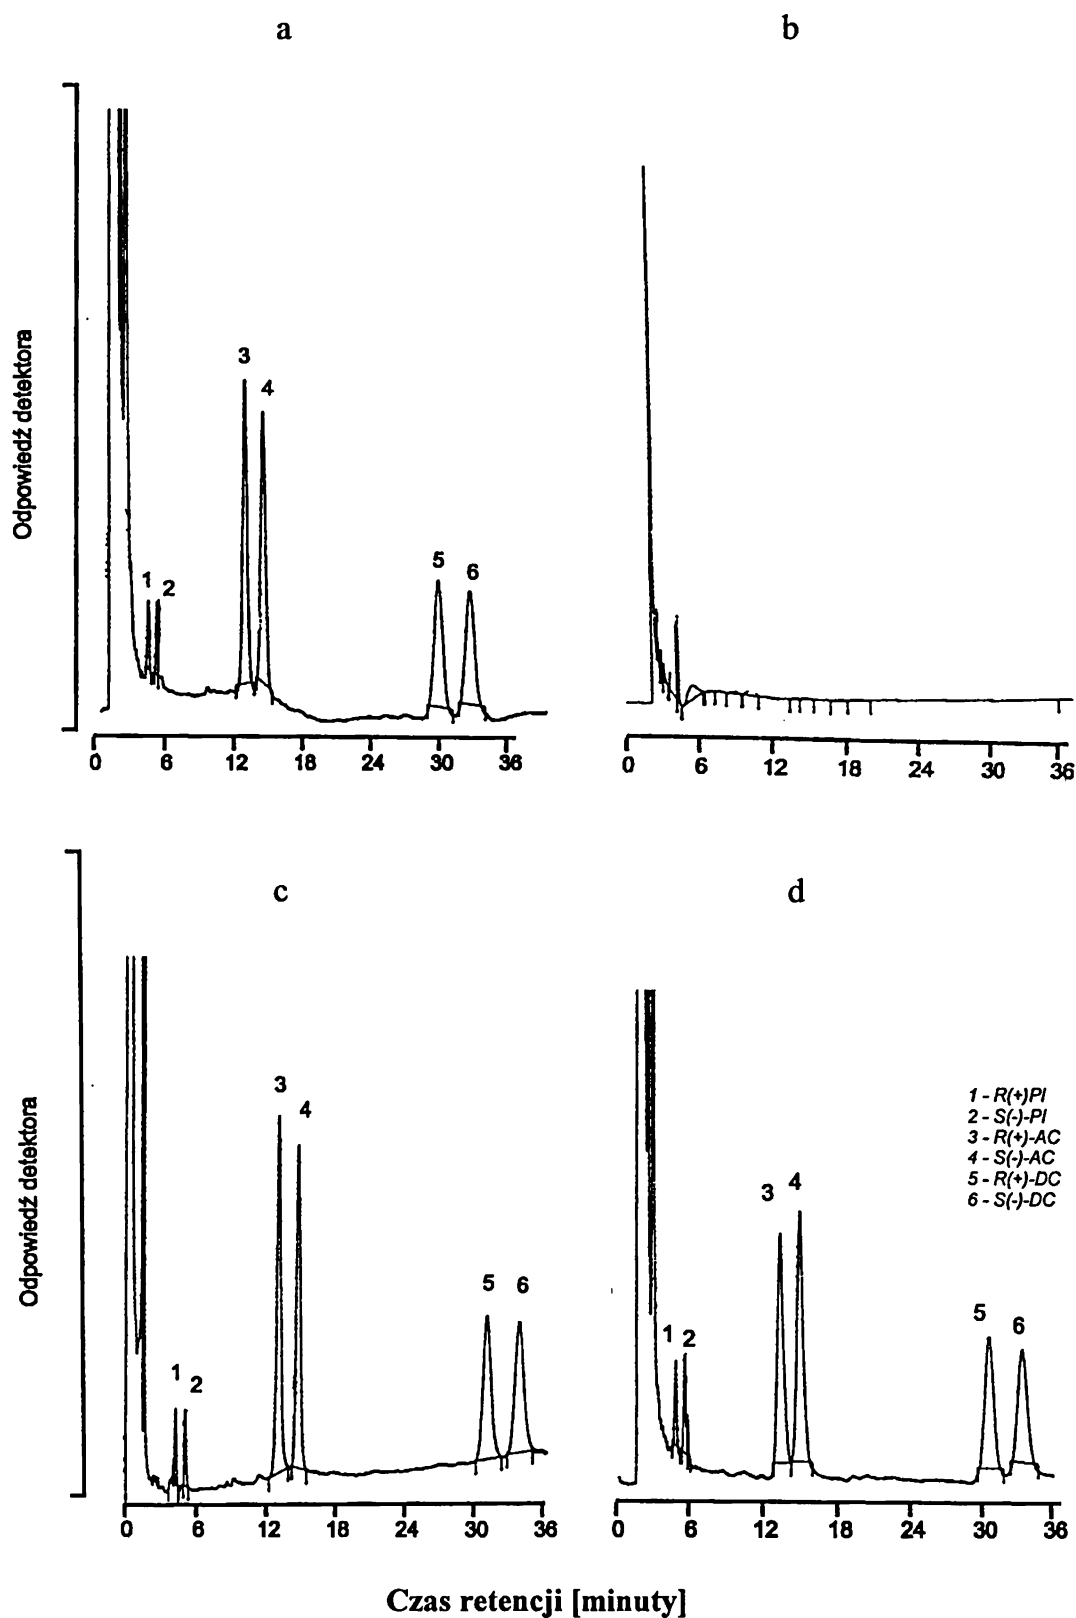 a
b
Odpowiedź detektora
3
4
1
2
5
6
0 6 12 18 24 30 36
0 6 12 18 24 30 36
c
d
Odpowiedź detektora
3
4
1
2
5
6
3
4
1
2
5
6
1 - R(+)PI
2 - S(-)-PI
3 - R(+)-AC
4 - S(-)-AC
5 - R(+)-DC
6 - S(-)-DC
0 6 12 18 24 30 36
0 6 12 18 24 30 36
Czas retencji [minuty]